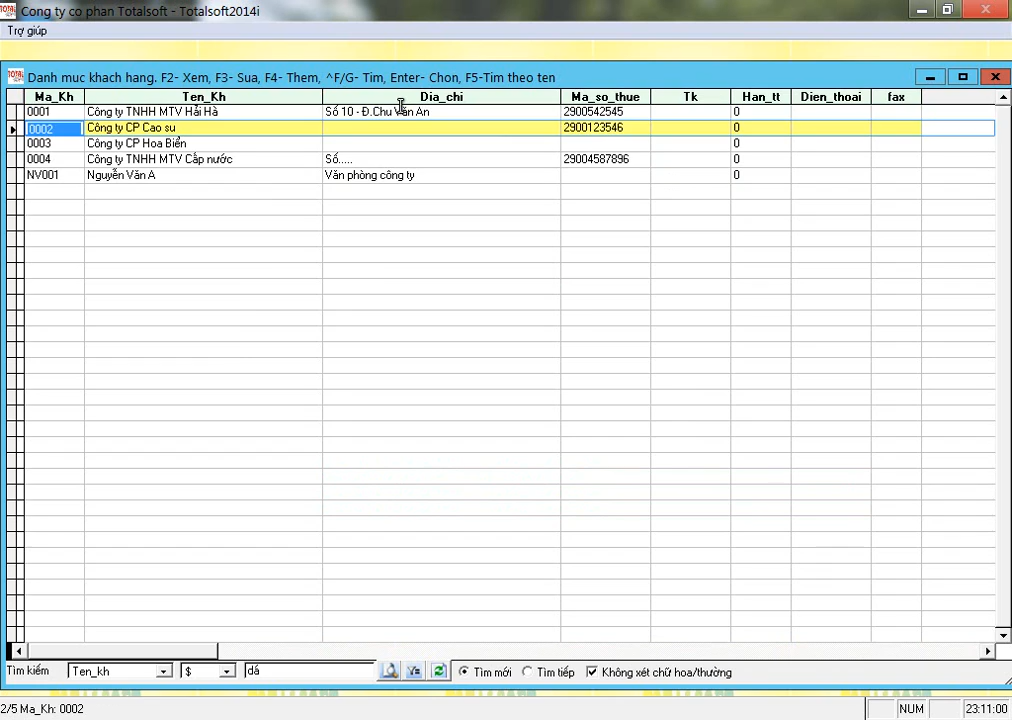 Cong ty co phan Totalsoft - Totalsoft2014i
Trợ giúp
Danh muc khach hang. F2- Xem, F3- Sua, F4- Them, ^F/G- Tim, Enter- Chon, F5-Tim theo ten
Ma_Kh Ten_Kh Dia_chi Ma_so_thue Tk Han_tt Dien_thoai fax
0001 Công ty TNHH MTV Hải Hà Số 10 - Đ.Chu Văn An 2900542545 0
0002 Công ty CP Cao su 2900123546 0
0003 Công ty CP Hoa Biển 0
0004 Công ty TNHH MTV Cấp nước Số..... 29004587896 0
NV001 Nguyễn Văn A Văn phòng công ty 0
Tìm kiếm Ten_kh $ dá Tìm mới Tìm tiếp Không xét chữ hoa/thường
2/5 Ma_Kh: 0002 NUM 23:11:00